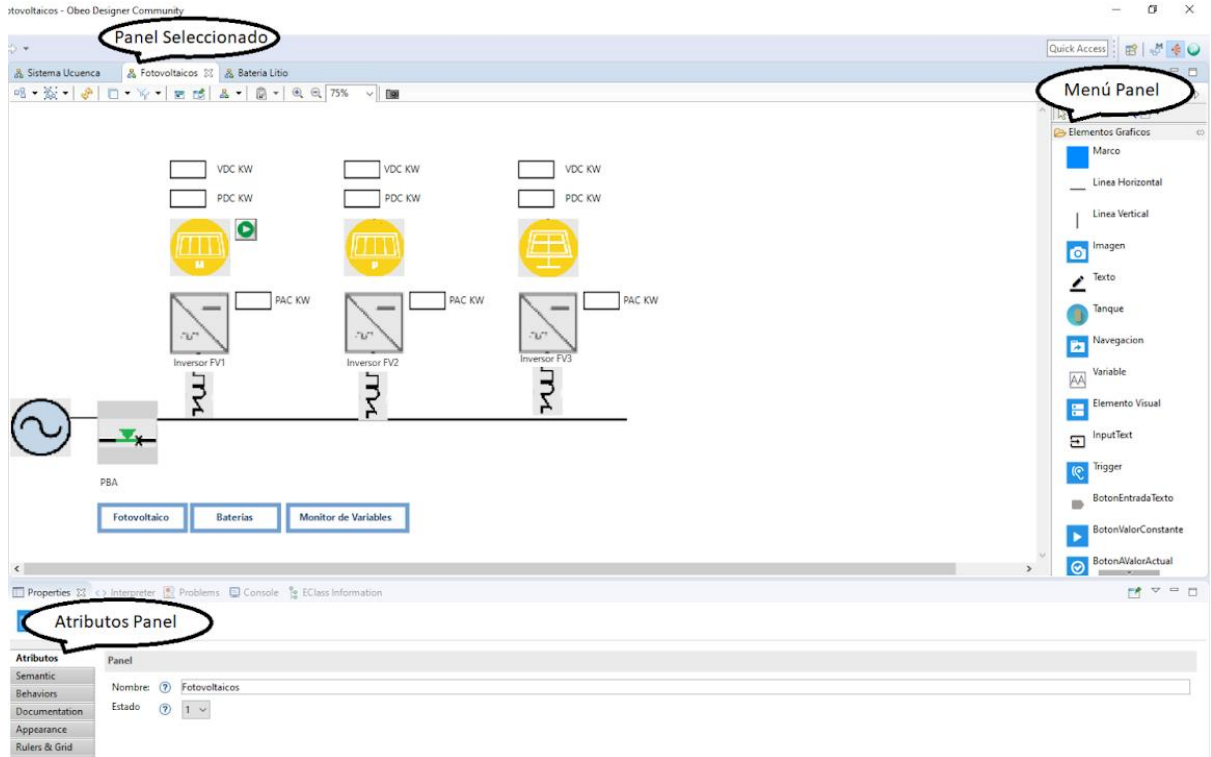 otovoltaicos - Obeo Designer Community
Panel Seleccionado
Quick Access
Sistema Ucuenca
Fotovoltaicos
Bateria Litio
75%
Menú Panel
Elementos Graficos
Marco
Linea Horizontal
Linea Vertical
Imagen
Texto
Tanque
Navegacion
Variable
Elemento Visual
InputText
Trigger
BotonEntradaTexto
BotonValorConstante
BotonAValorActual
VDC KW
VDC KW
VDC KW
PDC KW
PDC KW
PDC KW
M
P
PAC KW
PAC KW
PAC KW
Inversor FV1
Inversor FV2
Inversor FV3
PBA
Fotovoltaico
Baterias
Monitor de Variables
Properties
Interpreter
Problems
Console
EClass Information
Atributos Panel
Atributos
Semantic
Behaviors
Documentation
Appearance
Rulers & Grid
Panel
Nombre:
Fotovoltaicos
Estado
1